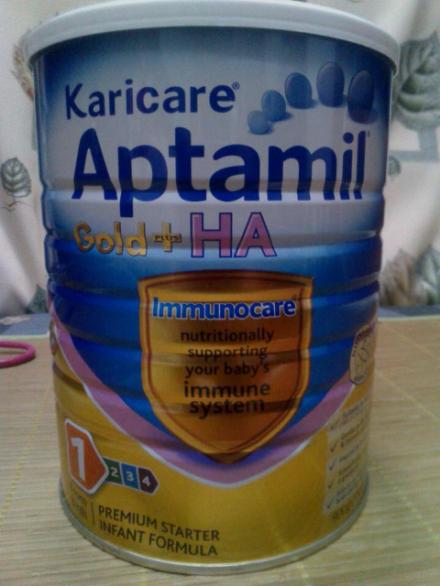 Karicare®
Aptamil®
Gold + PLUS HA
Immunocare®
nutritionally
supporting
your baby's
immune
system
1
2 3 4
PREMIUM STARTER
INFANT FORMULA